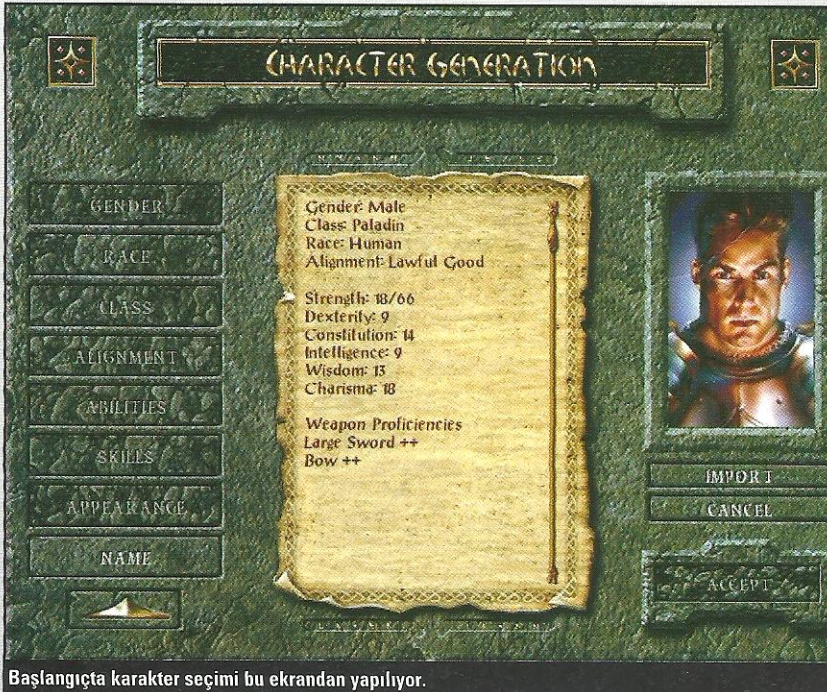 CHARACTER GENERATION
GENDER
RACE
CLASS
ALIGNMENT
ABILITIES
SKILLS
APPEARANCE
NAME
Gender: Male
Class: Paladin
Race: Human
Alignment: Lawful Good
Strength: 18/66
Dexterity: 9
Constitution: 14
Intelligence: 9
Wisdom: 13
Charisma: 18
Weapon Proficiencies
Large Sword ++
Bow ++
IMPORT
CANCEL
ACCEPT
Başlangıçta karakter seçimi bu ekrandan yapılıyor.